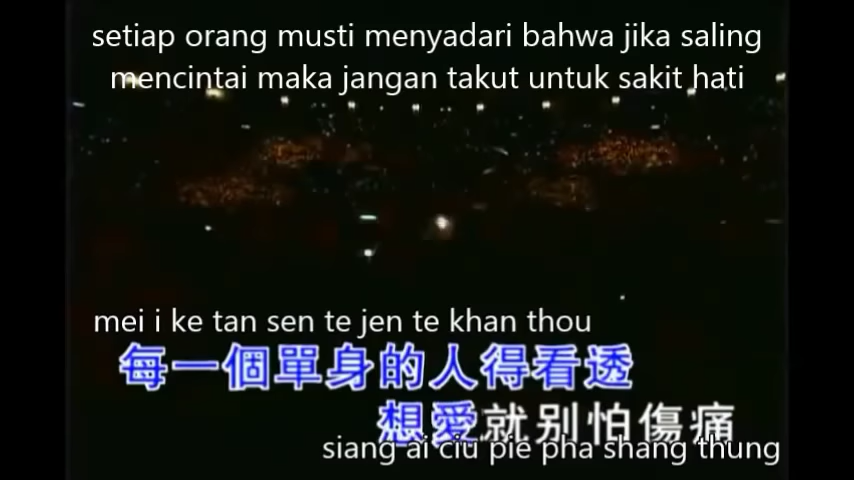 setiap orang musti menyadari bahwa jika saling
mencintai maka jangan takut untuk sakit hati
mei i ke tan sen te jen te khan thou
每一個單身的人得看透
想愛就別怕傷痛
siang ai ciu pie pha shang thung